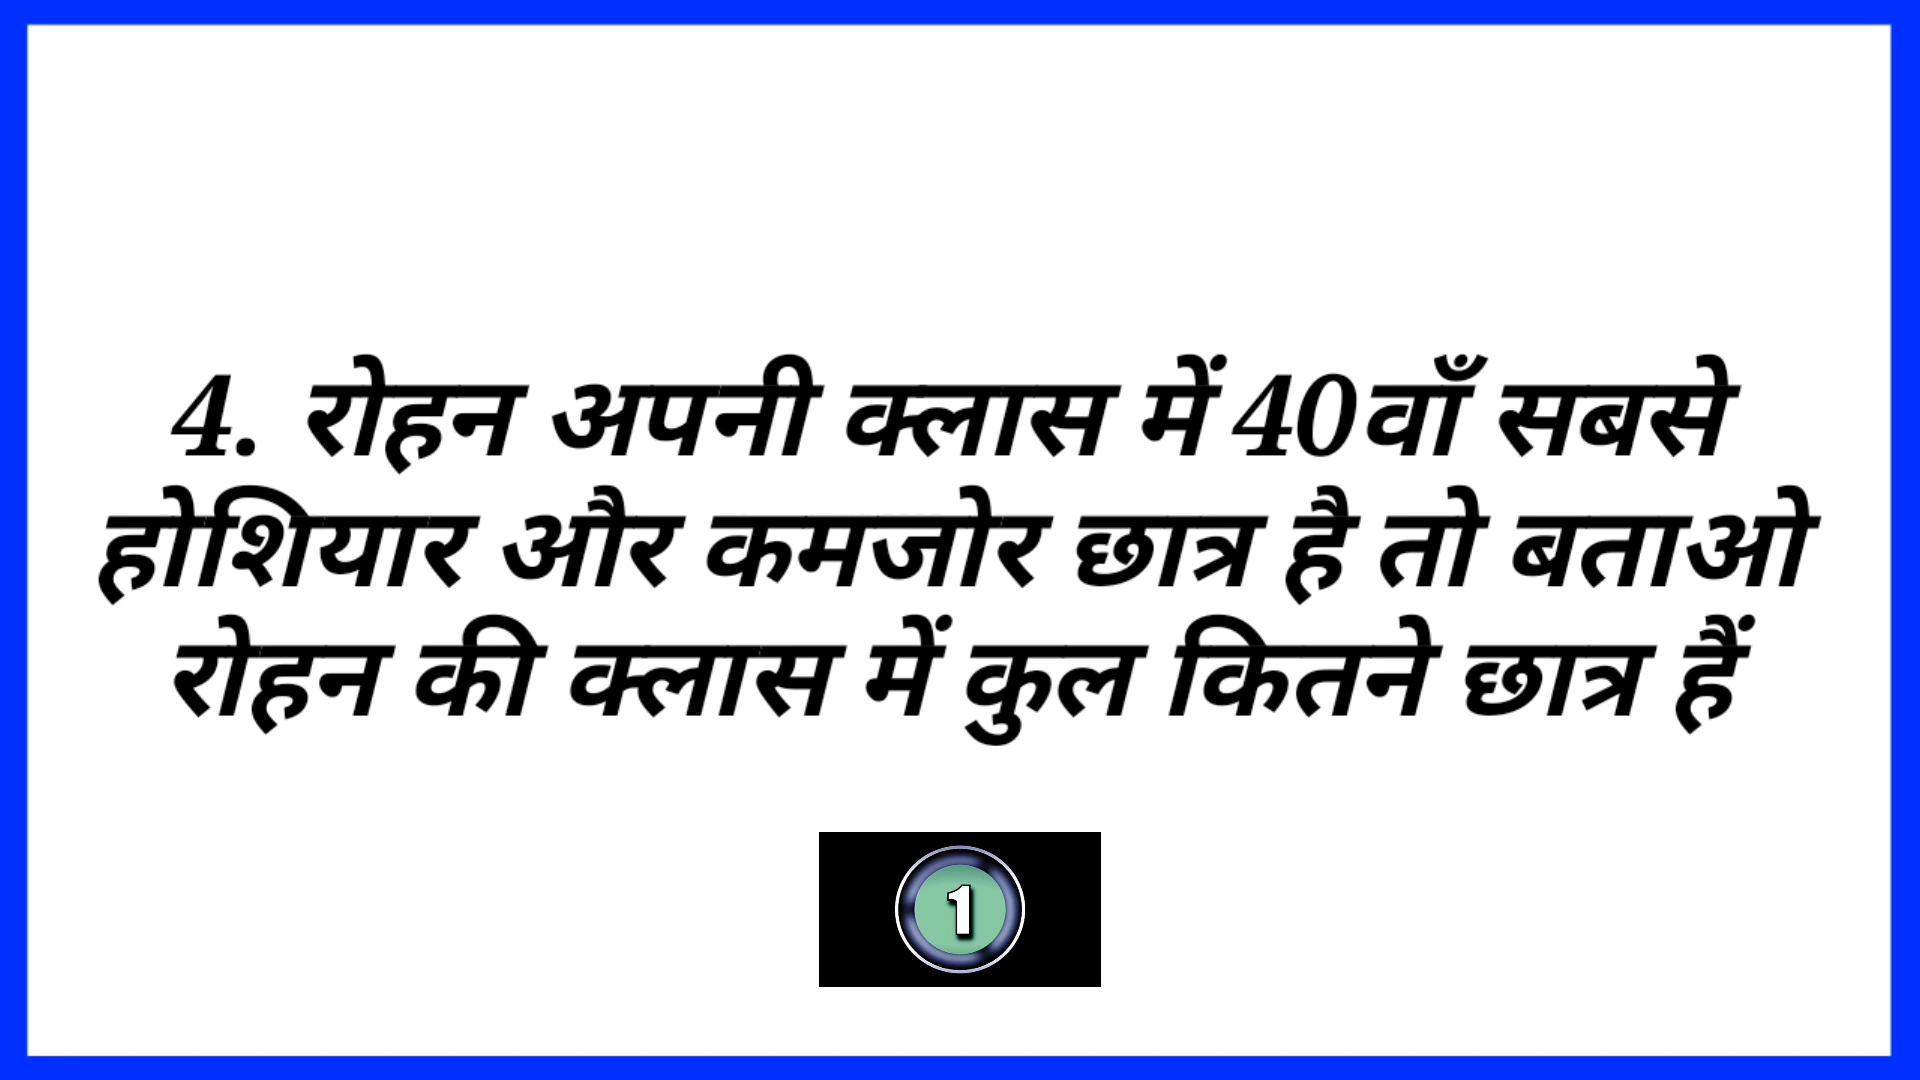 4. रोहन अपनी क्लास में 40वाँ सबसे
होशियार और कमजोर छात्र है तो बताओ
रोहन की क्लास में कुल कितने छात्र हैं
1